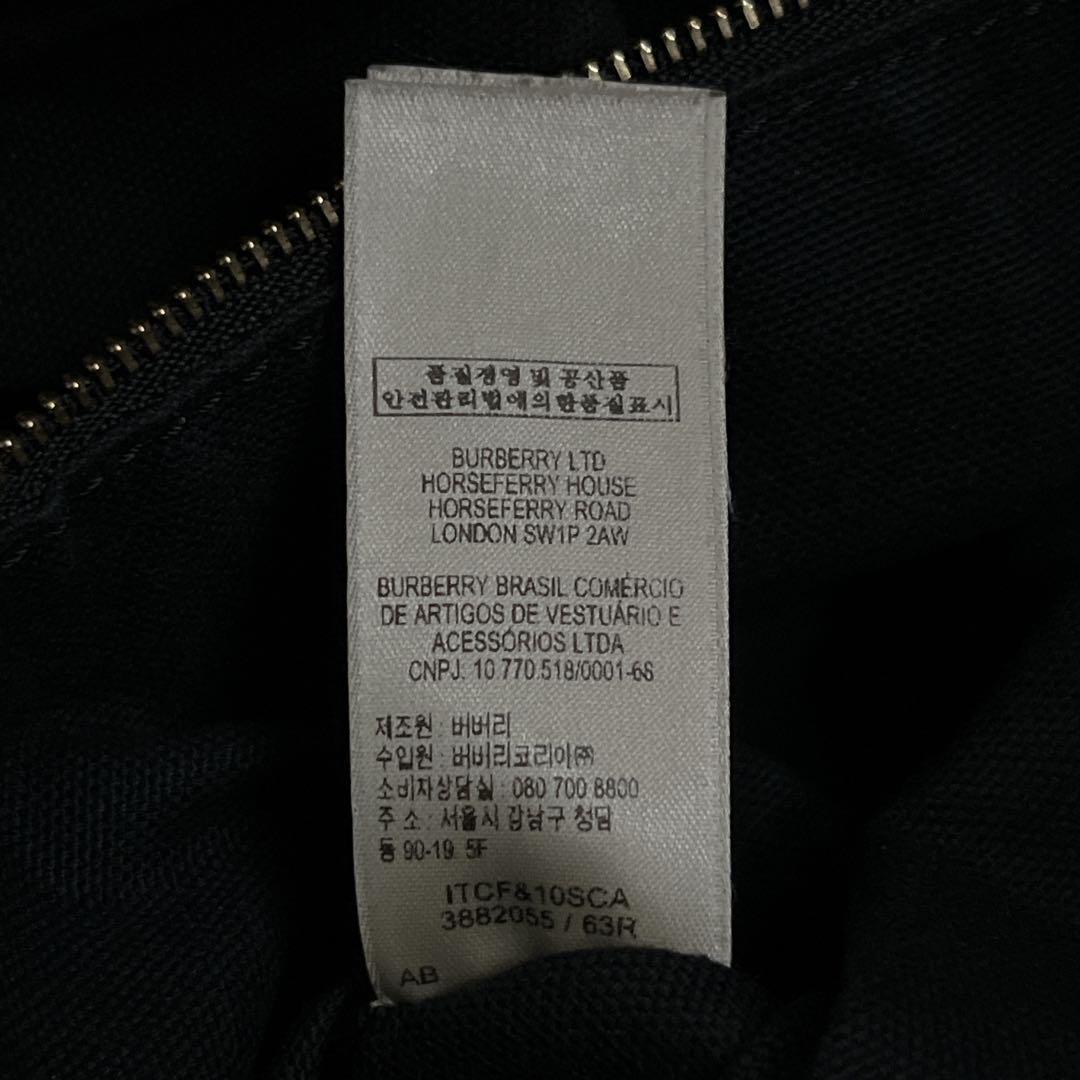 품질경영 및 공산품
안전관리법에의한품질표시
BURBERRY LTD
HORSEFERRY HOUSE
HORSEFERRY ROAD
LONDON SW1P 2AW
BURBERRY BRASIL COMÉRCIO
DE ARTIGOS DE VESTUÁRIO E
ACESSÓRIOS LTDA
CNPJ. 10.770.518/0001-68
제조원 : 버버리
수입원 : 버버리코리아㈜
소비자상담실 : 080 700 8800
주 소 : 서울시 강남구 청담
동 90-19 5F
ITCF&10SCA
3882055 / 63R
AB